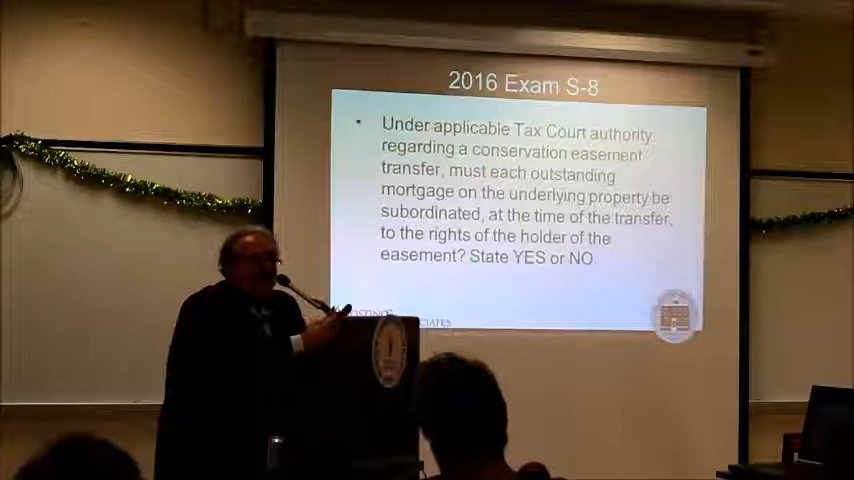 2016 Exam S-8
• Under applicable Tax Court authority
regarding a conservation easement
transfer, must each outstanding
mortgage on the underlying property be
subordinated, at the time of the transfer,
to the rights of the holder of the
easement? State YES or NO.